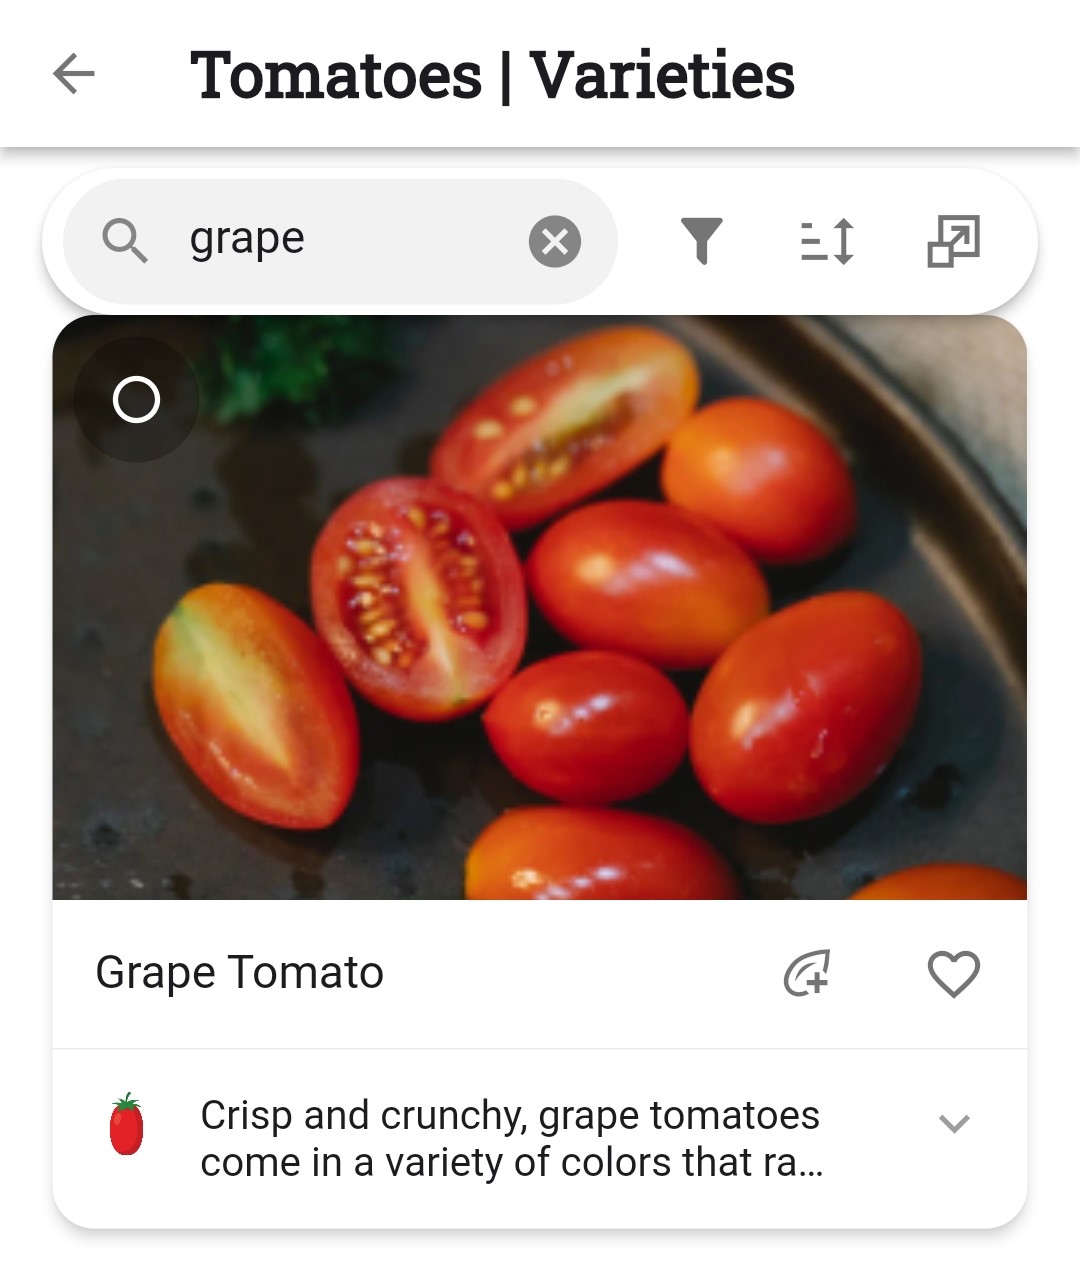 Tomatoes | Varieties
grape
Grape Tomato
Crisp and crunchy, grape tomatoes
come in a variety of colors that ra...